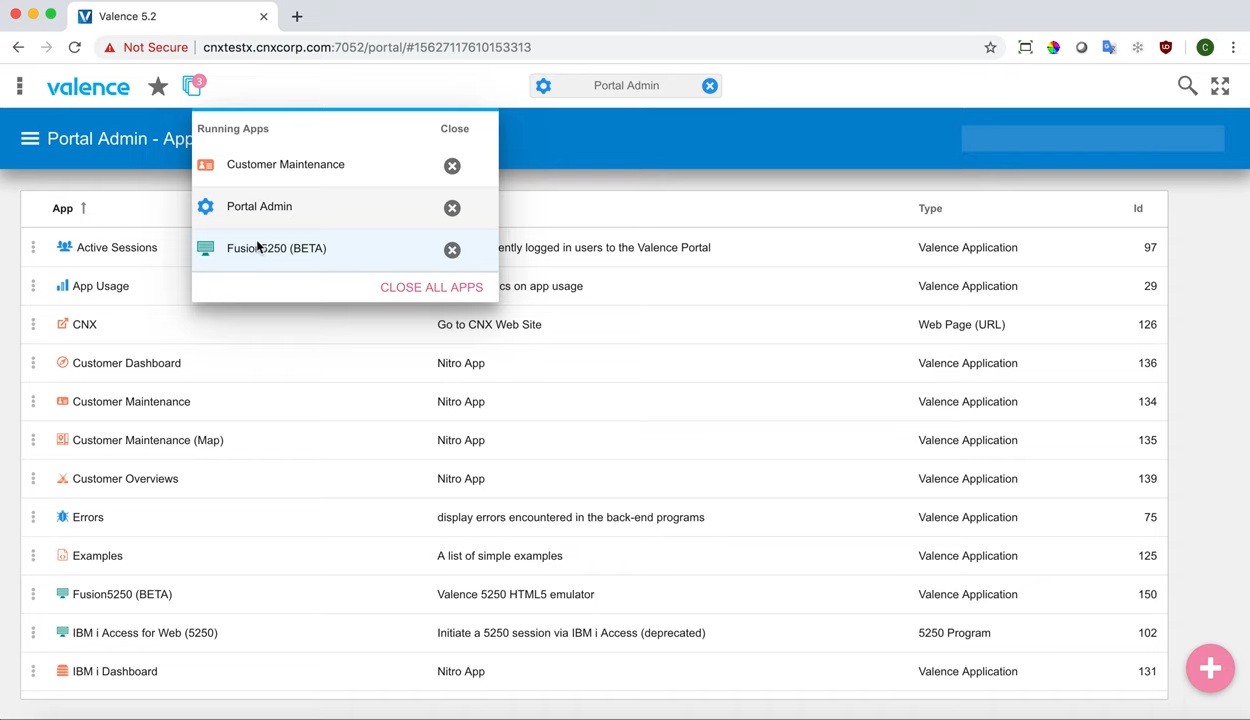 Valence 5.2
Not Secure cnxtestx.cnxcorp.com:7052/portal/#15627117610153313
C
valence 3 Portal Admin
Portal Admin - App
Running Apps Close
Customer Maintenance
Portal Admin
Fusion5250 (BETA)
CLOSE ALL APPS
App Type Id
Active Sessions ently logged in users to the Valence Portal Valence Application 97
App Usage cs on app usage Valence Application 29
CNX Go to CNX Web Site Web Page (URL) 126
Customer Dashboard Nitro App Valence Application 136
Customer Maintenance Nitro App Valence Application 134
Customer Maintenance (Map) Nitro App Valence Application 135
Customer Overviews Nitro App Valence Application 139
Errors display errors encountered in the back-end programs Valence Application 75
Examples A list of simple examples Valence Application 125
Fusion5250 (BETA) Valence 5250 HTML5 emulator Valence Application 150
IBM i Access for Web (5250) Initiate a 5250 session via IBM i Access (deprecated) 5250 Program 102
IBM i Dashboard Nitro App Valence Application 131